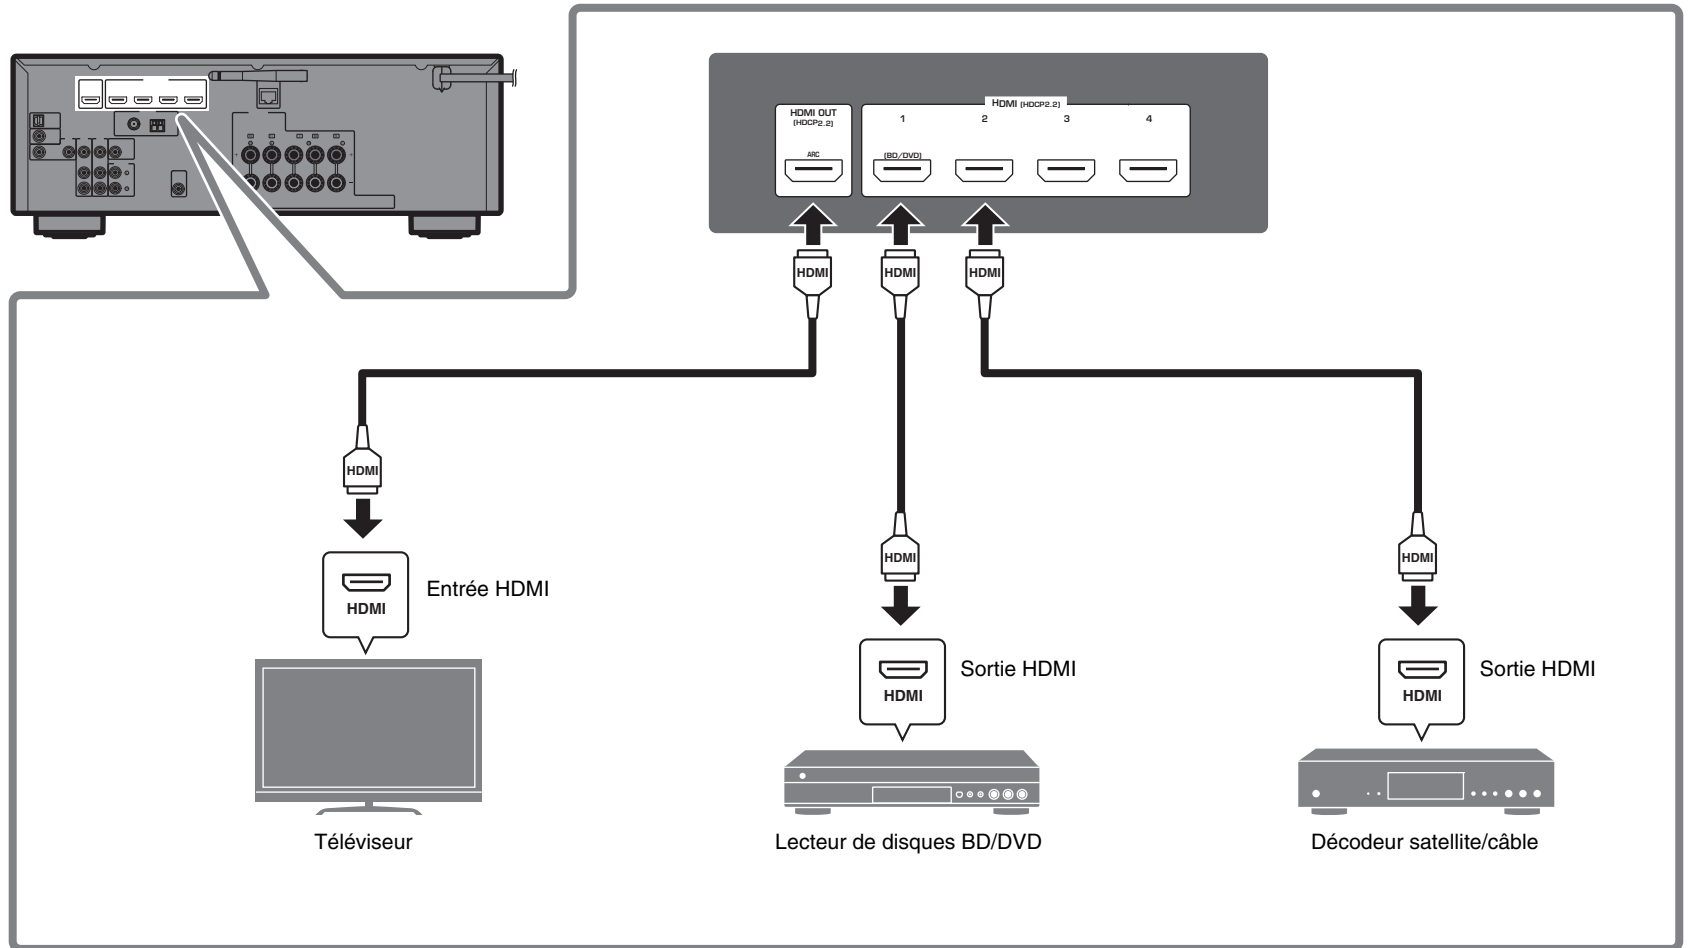 HDMI (HDCP2.2)
HDMI OUT
(HDCP2.2)
1
2
3
4
ARC
(BD/DVD)
HDMI
HDMI
HDMI
HDMI
HDMI
HDMI
HDMI
Entrée HDMI
HDMI
Sortie HDMI
HDMI
Sortie HDMI
Téléviseur
Lecteur de disques BD/DVD
Décodeur satellite/câble